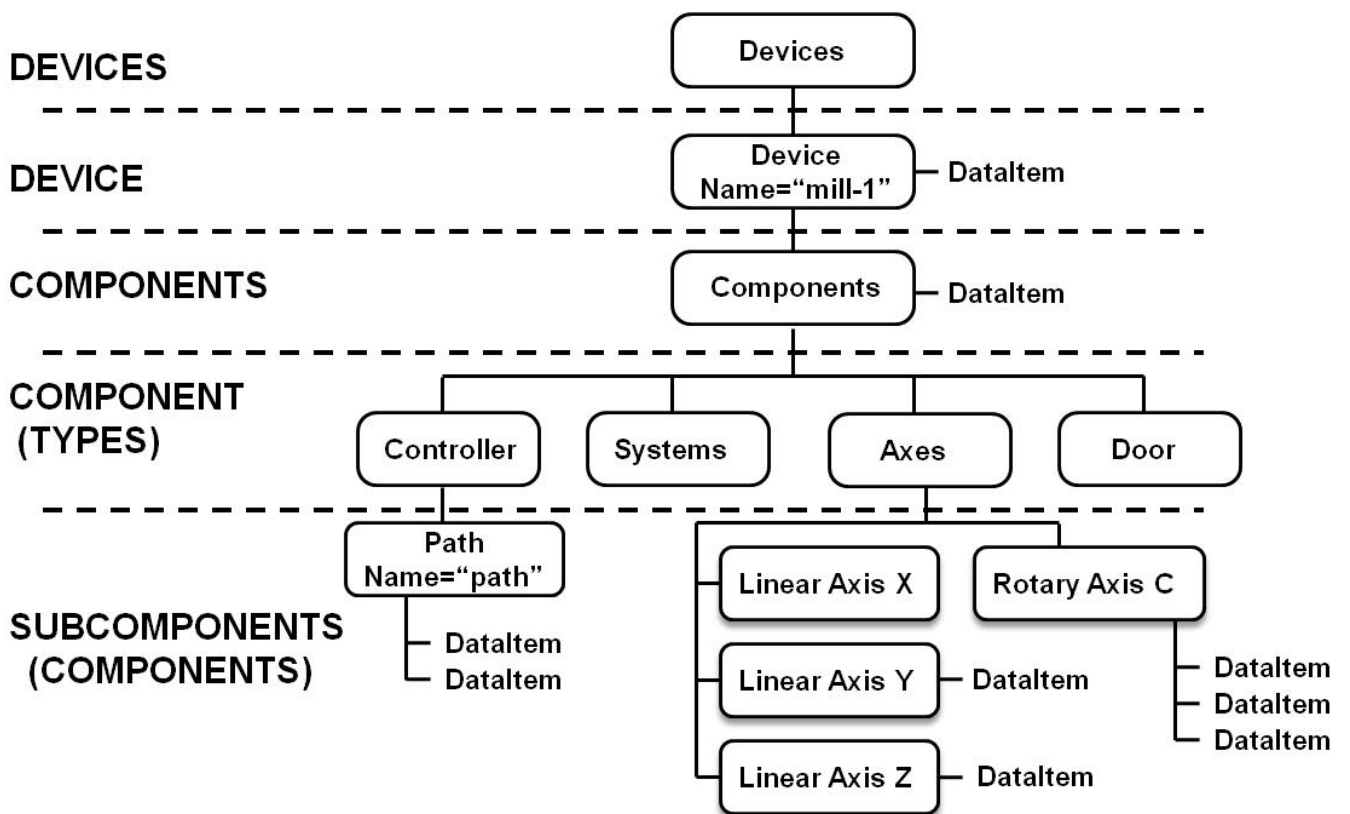 DEVICES
Devices
DEVICE
Device
Name=“mill-1”
DataItem
COMPONENTS
Components
DataItem
COMPONENT
(TYPES)
Controller
Systems
Axes
Door
SUBCOMPONENTS
(COMPONENTS)
Path
Name=“path”
DataItem
DataItem
Linear Axis X
Linear Axis Y
DataItem
Linear Axis Z
DataItem
Rotary Axis C
DataItem
DataItem
DataItem